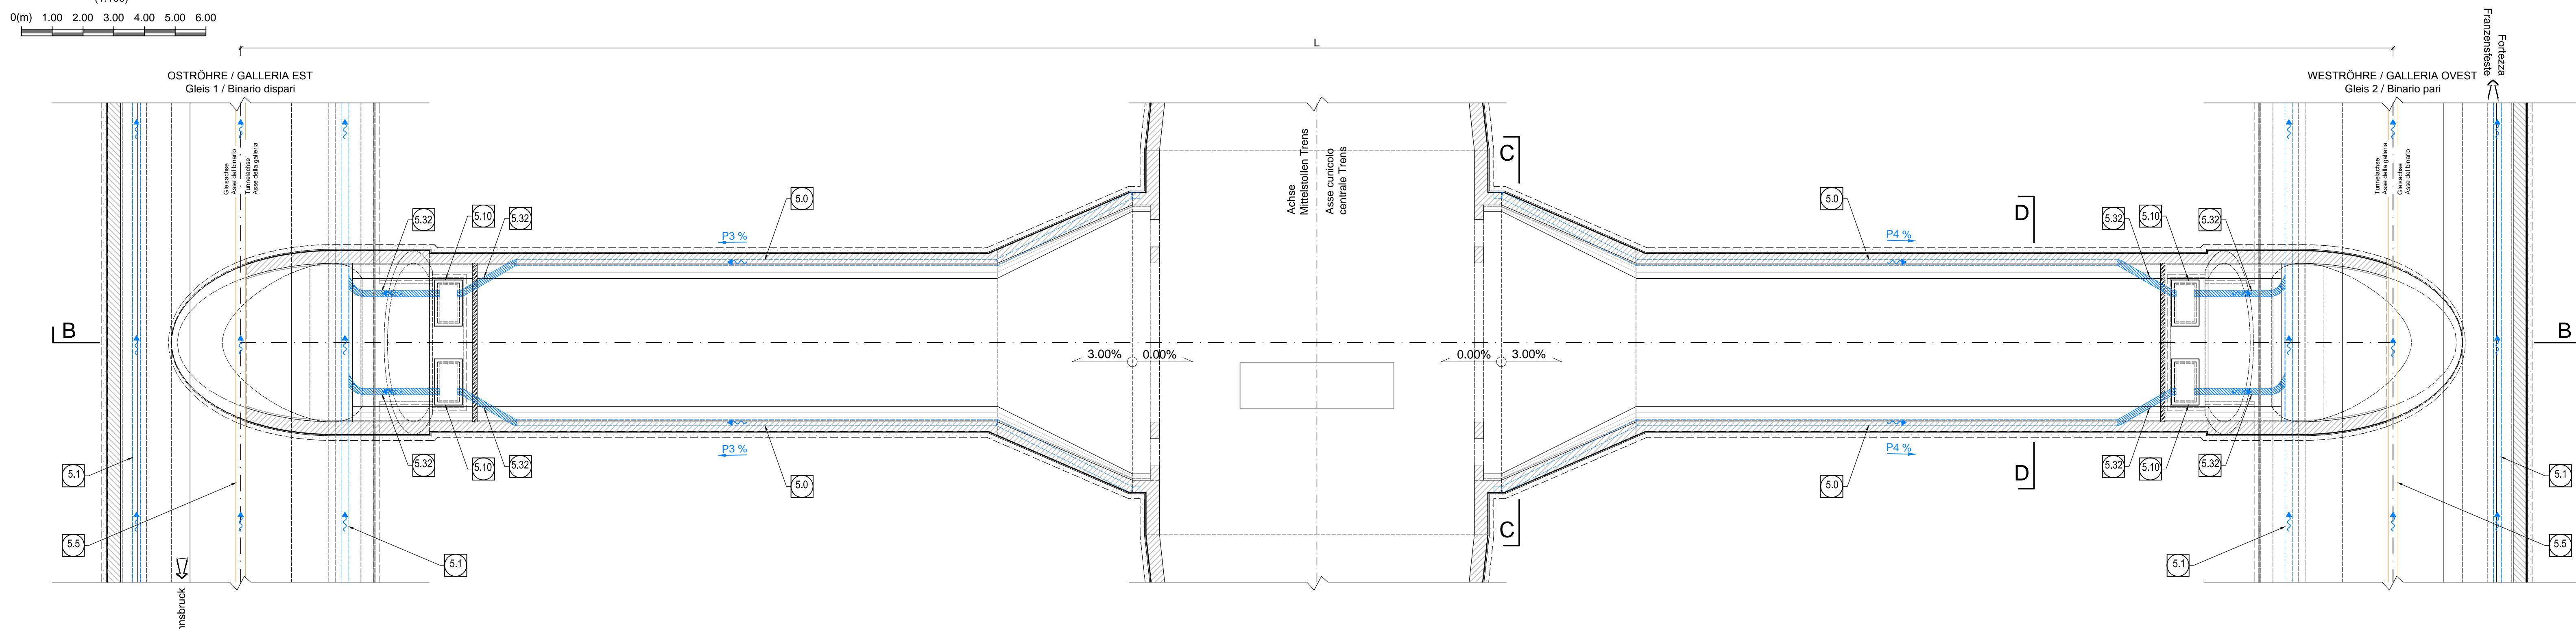 0(m) 1.00 2.00 3.00 4.00 5.00 6.00
L
OSTRÖHRE / GALLERIA EST
Gleis 1 / Binario dispari
WESTRÖHRE / GALLERIA OVEST
Gleis 2 / Binario pari
Franzensfeste
Fortezza
Gleisachse
Asse del binario
Tunnelachse
Asse della galleria
Achse
Mittelstollen Trens
Asse cunicolo
centrale Trens
Tunnelachse
Asse della galleria
Gleisachse
Asse del binario
C
D
5.32
5.10
5.32
5.0
P3 %
5.0
P4 %
5.32
5.10
5.32
B
B
3.00%
0.00%
0.00%
3.00%
P3 %
P4 %
5.1
5.32
5.10
5.32
5.0
5.0
D
5.32
5.10
5.32
5.1
C
5.5
5.1
5.1
5.5